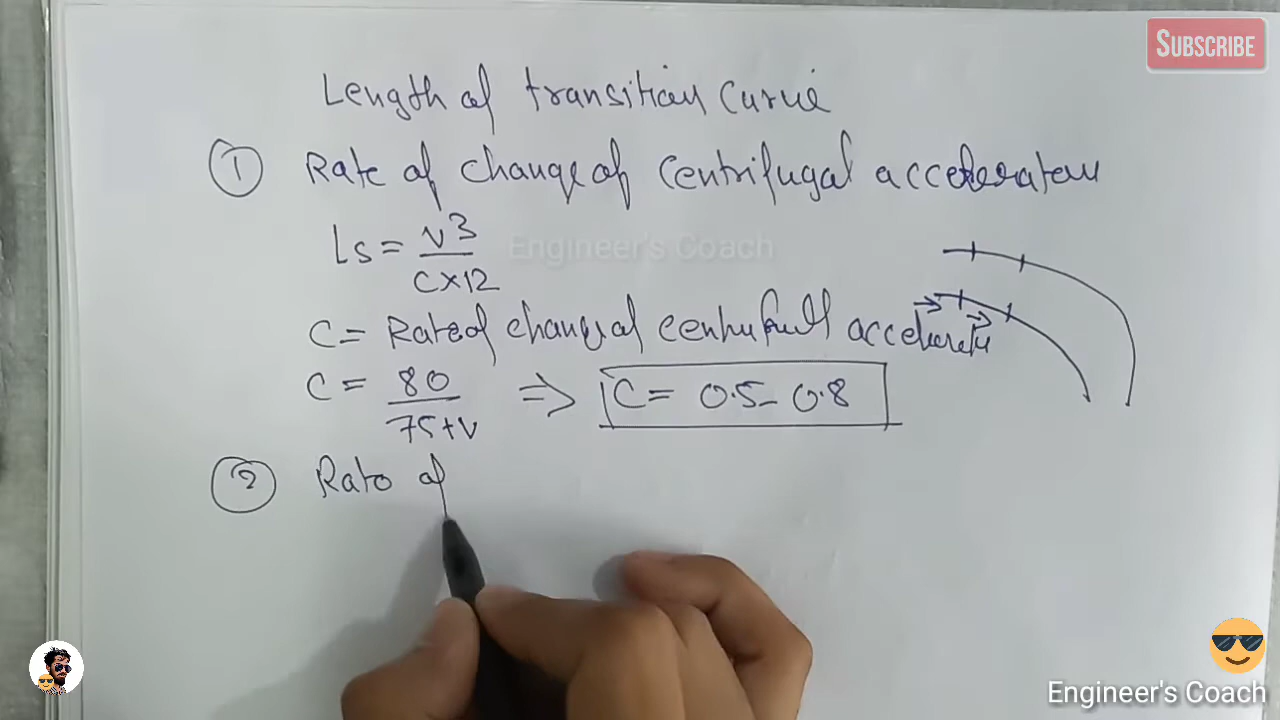 SUBSCRIBE
Length of transition curve
① Rate of change of centrifugal acceleration
Ls = v3 / C×12
Engineer's Coach
C = Rate of change of centrifugal accelerate
C = 80 / 75+V ⇒ C = 0.5 - 0.8
② Rate of
Engineer's Coach